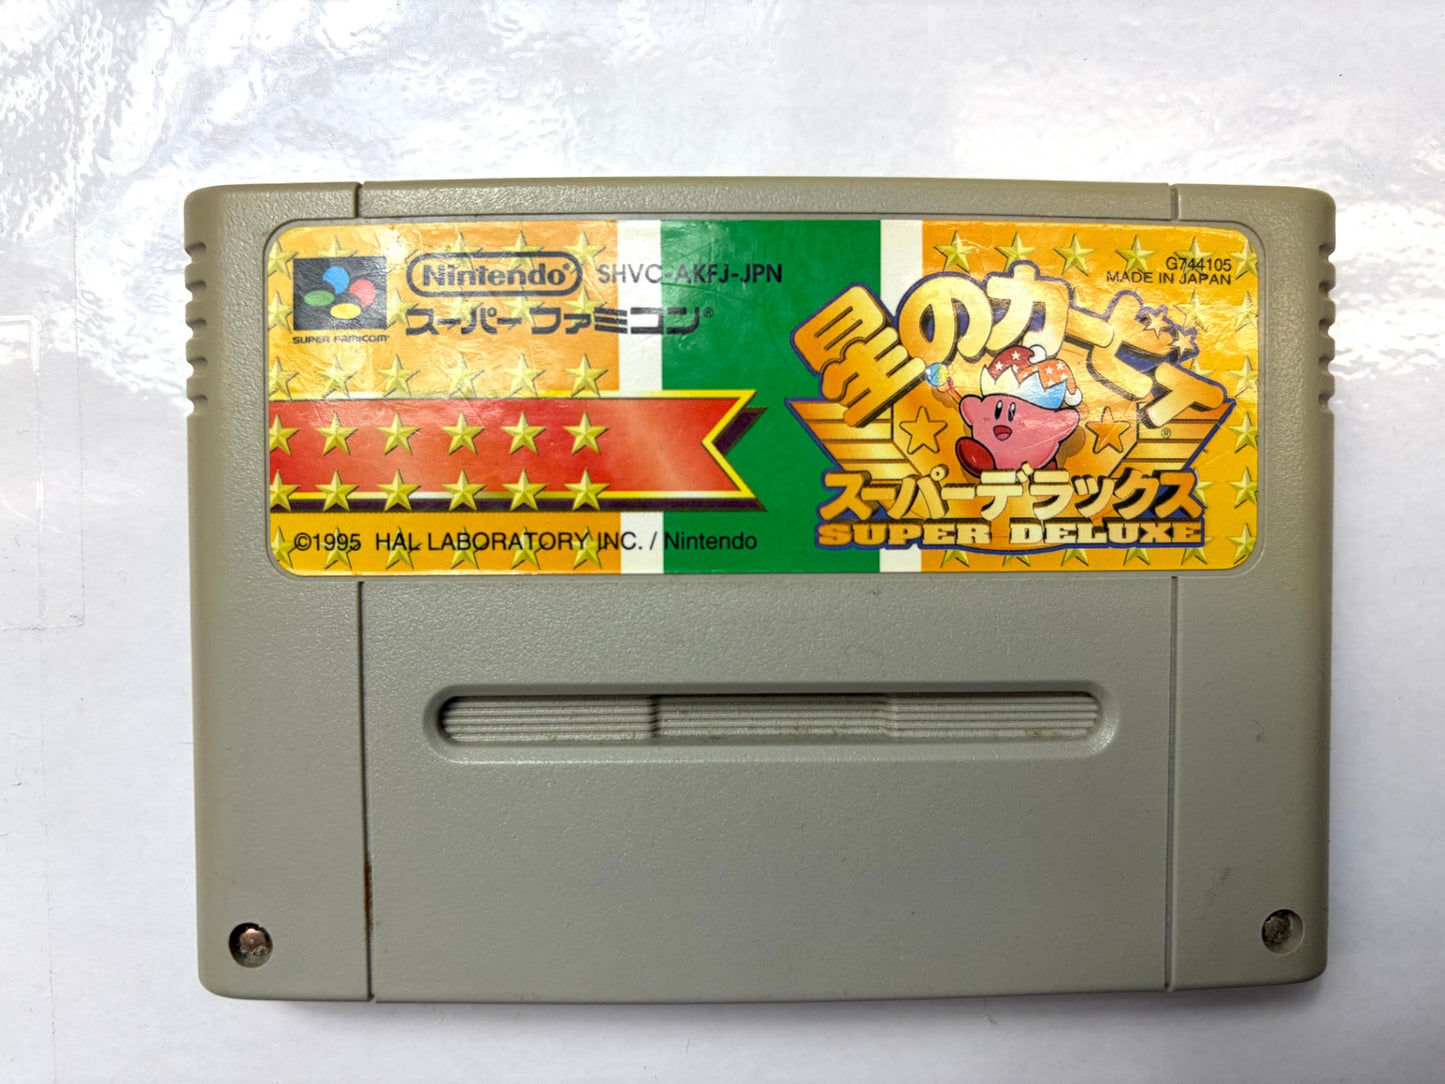 Nintendo® SHVC-AKFJ-JPN
スーパーファミコン®
SUPER FAMICOM®
G744105
MADE IN JAPAN
星のカービィ
®
スーパーデラックス
SUPER DELUXE
©1995 HAL LABORATORY INC. / Nintendo